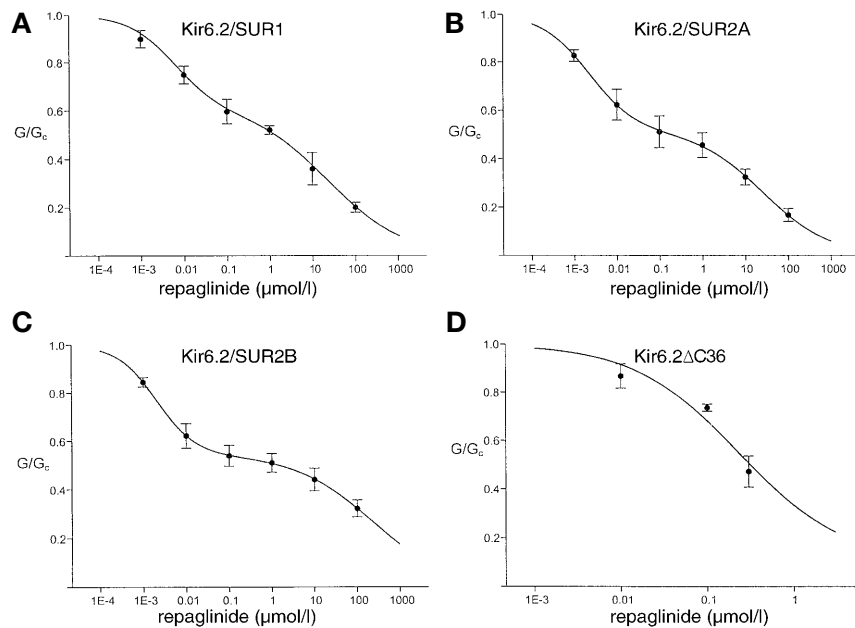 A
Kir6.2/SUR1
1.0
0.8
0.6
G/Gc
0.4
0.2
1E-4 1E-3 0.01 0.1 1 10 100 1000
repaglinide (µmol/l)
B
Kir6.2/SUR2A
1.0
0.8
0.6
G/Gc
0.4
0.2
1E-4 1E-3 0.01 0.1 1 10 100 1000
repaglinide (µmol/l)
C
Kir6.2/SUR2B
1.0
0.8
0.6
G/Gc
0.4
0.2
1E-4 1E-3 0.01 0.1 1 10 100 1000
repaglinide (µmol/l)
D
Kir6.2ΔC36
1.0
0.8
0.6
G/Gc
0.4
0.2
1E-3 0.01 0.1 1
repaglinide (µmol/l)